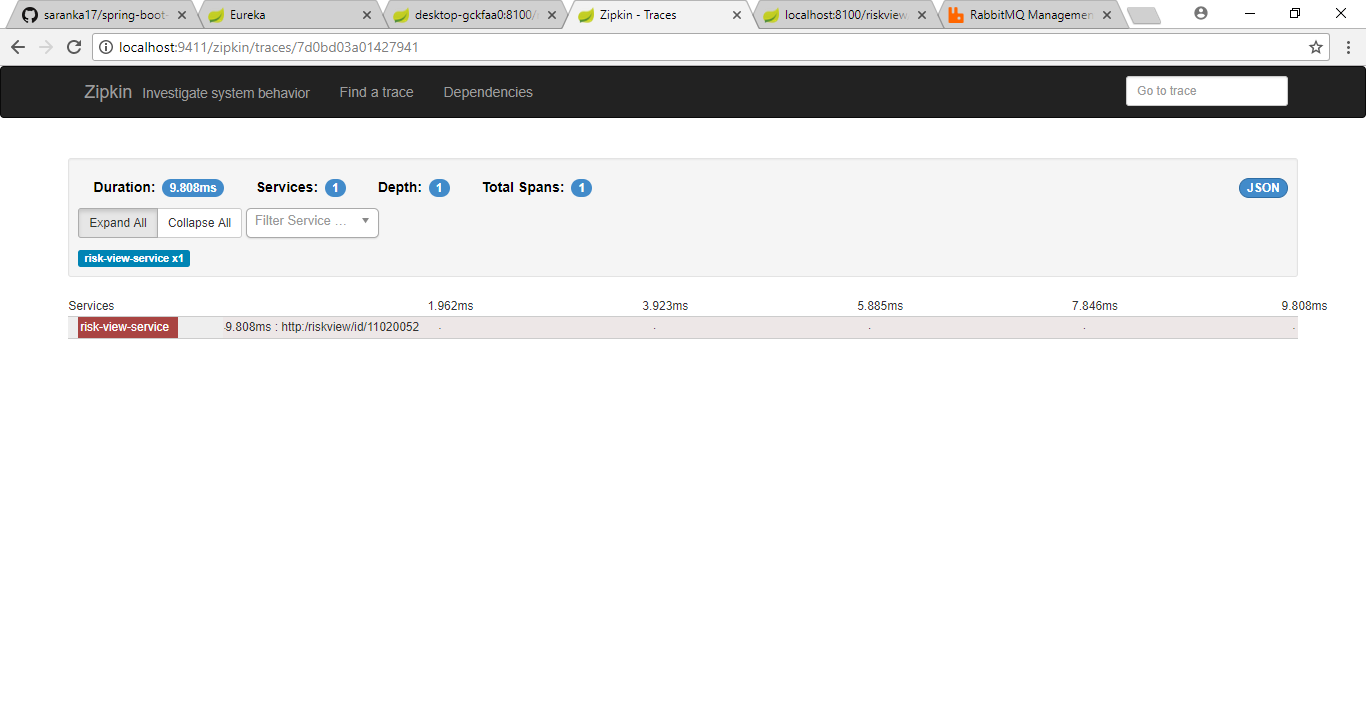 saranka17/spring-boot- Eureka desktop-gckfaa0:8100/ Zipkin - Traces localhost:8100/riskview RabbitMQ Managemen
localhost:9411/zipkin/traces/7d0bd03a01427941
Zipkin Investigate system behavior Find a trace Dependencies Go to trace
Duration: 9.808ms Services: 1 Depth: 1 Total Spans: 1 JSON
Expand All Collapse All Filter Service ...
risk-view-service x1
Services 1.962ms 3.923ms 5.885ms 7.846ms 9.808ms
risk-view-service 9.808ms : http:/riskview/id/11020052 . . . . .